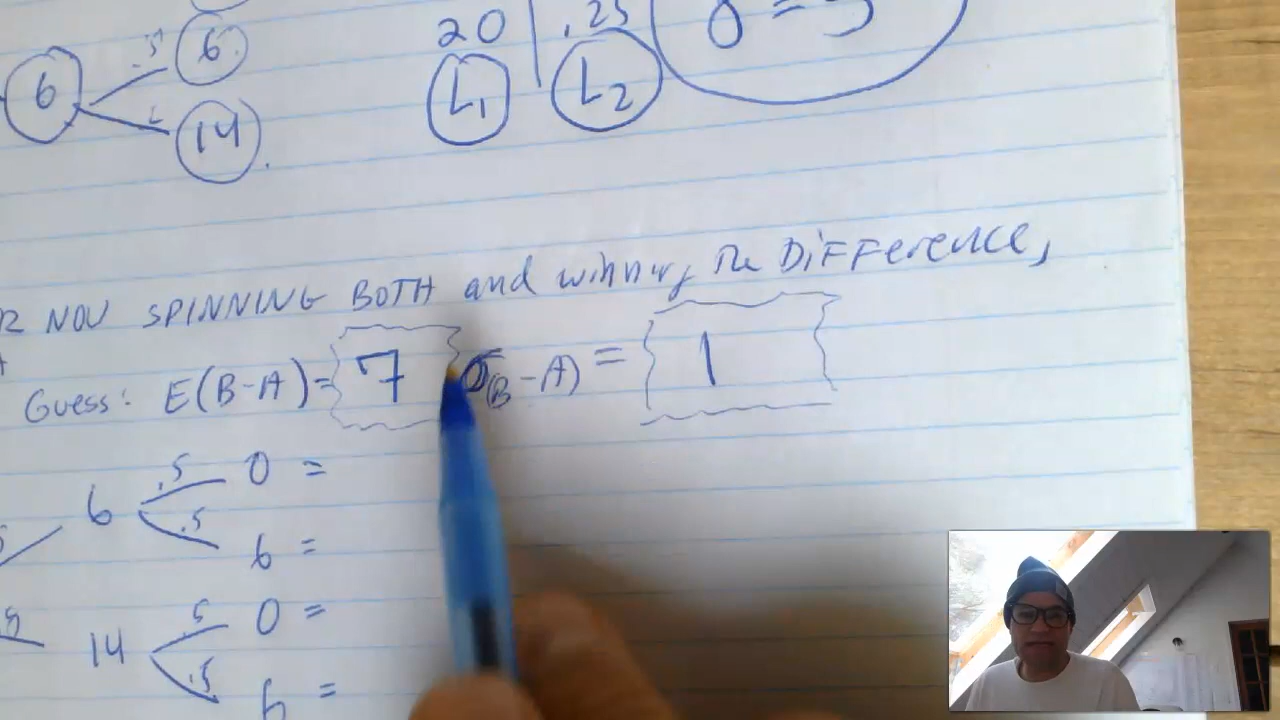 20 .25 8 =
.5 6
6
14
L1 L2
NOW SPINNING BOTH and winning the DiFFerence,
Guess: E(B-A)= 7 σ(B-A) = 1
.5 0 =
6
.5 6 =
.5 0 =
14
.5 6 =